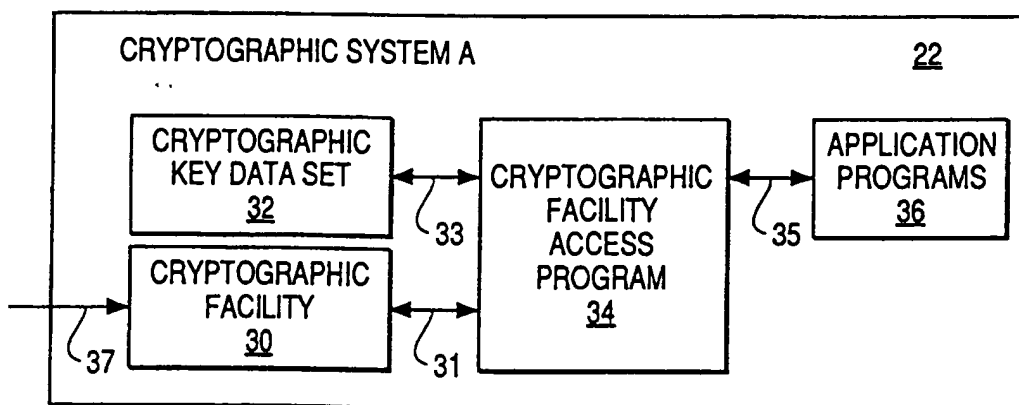 CRYPTOGRAPHIC SYSTEM A
22
CRYPTOGRAPHIC
KEY DATA SET
32
33
CRYPTOGRAPHIC
FACILITY
ACCESS
PROGRAM
34
35
APPLICATION
PROGRAMS
36
CRYPTOGRAPHIC
FACILITY
30
31
37